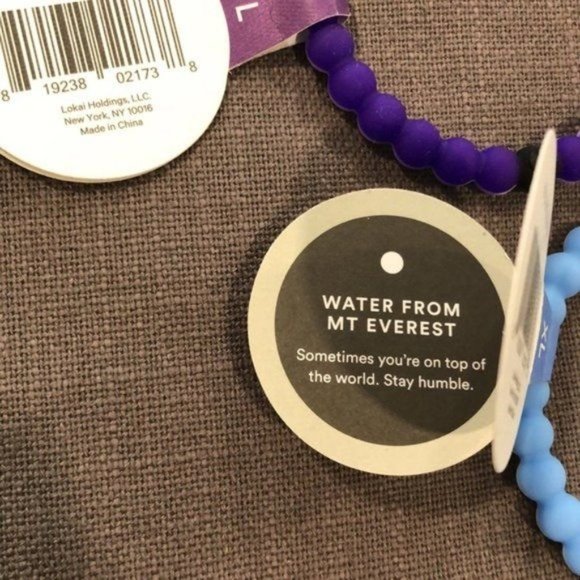 L
8 19238 02173 8
Lokai Holdings, LLC.
New York, NY 10016
Made in China
WATER FROM
MT EVEREST
Sometimes you're on top of
the world. Stay humble.
XL